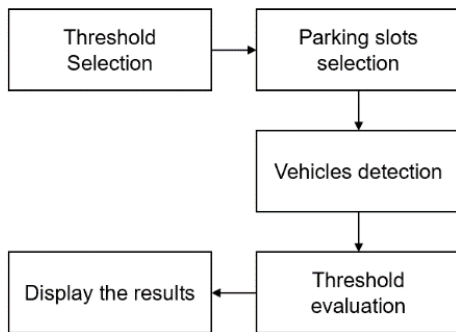 Threshold
Selection
Parking slots
selection
Vehicles detection
Threshold
evaluation
Display the results